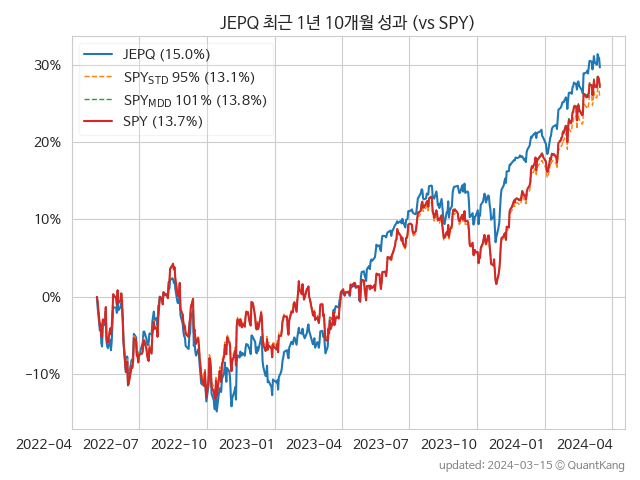 JEPQ 최근 1년 10개월 성과 (vs SPY)
JEPQ (15.0%)
SPY_STD 95% (13.1%)
SPY_MDD 101% (13.8%)
SPY (13.7%)
30%
20%
10%
0%
−10%
2022−04 2022−07 2022−10 2023−01 2023−04 2023−07 2023−10 2024−01 2024−04
updated: 2024−03−15 © QuantKang